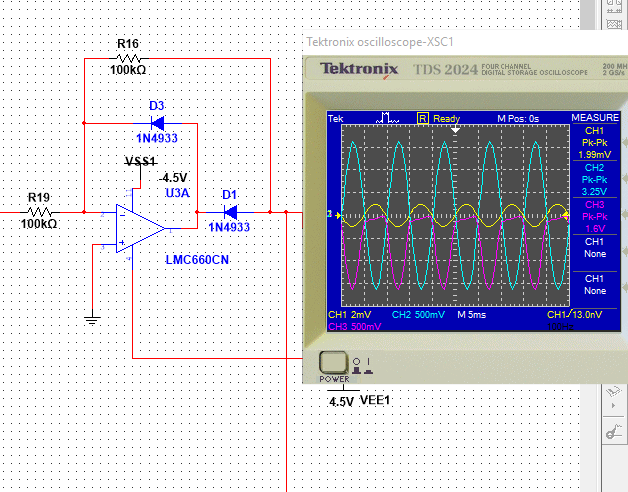 Tektronix oscilloscope-XSC1
Tektronix TDS 2024 FOUR CHANNEL DIGITAL STORAGE OSCILLOSCOPE 200 MH
2 GS/s
R16
100kΩ
D3
1N4933
VSS1
-4.5V
U3A
R19
100kΩ
D1
1N4933
LMC660CN
Tek R Ready M Pos: 0s MEASURE
CH1
Pk-Pk
1.99mV
CH2
Pk-Pk
3.25V
CH3
Pk-Pk
1.6V
CH1
None
CH1
None
2
CH1 2mV CH2 500mV M 5ms CH1 13.0mV
CH3 500mV
POWER
4.5V VEE1